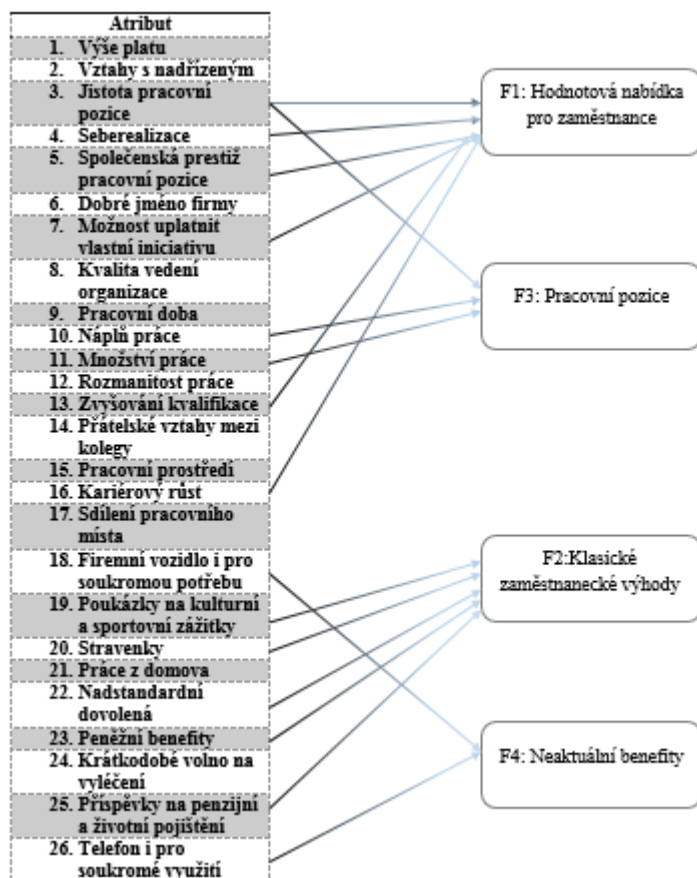 Atribut
1. Výše platu
2. Vztahy s nadřízeným
3. Jistota pracovní
pozice
4. Seberealizace
5. Společenská prestiž
pracovní pozice
6. Dobré jméno firmy
7. Možnost uplatnit
vlastní iniciativu
8. Kvalita vedení
organizace
9. Pracovní doba
10. Náplň práce
11. Množství práce
12. Rozmanitost práce
13. Zvyšování kvalifikace
14. Přátelské vztahy mezi
kolegy
15. Pracovní prostředí
16. Kariérový růst
17. Sdílení pracovního
místa
18. Firemní vozidlo i pro
soukromou potřebu
19. Poukázky na kulturní
a sportovní zážitky
20. Stravenky
21. Práce z domova
22. Nadstandardní
dovolená
23. Peněžní benefity
24. Krátkodobé volno na
vyléčení
25. Příspěvky na penzijní
a životní pojištění
26. Telefon i pro
soukromé využití
F1: Hodnotová nabídka
pro zaměstnance
F3: Pracovní pozice
F2:Klasické
zaměstnanecké výhody
F4: Neaktuální benefity